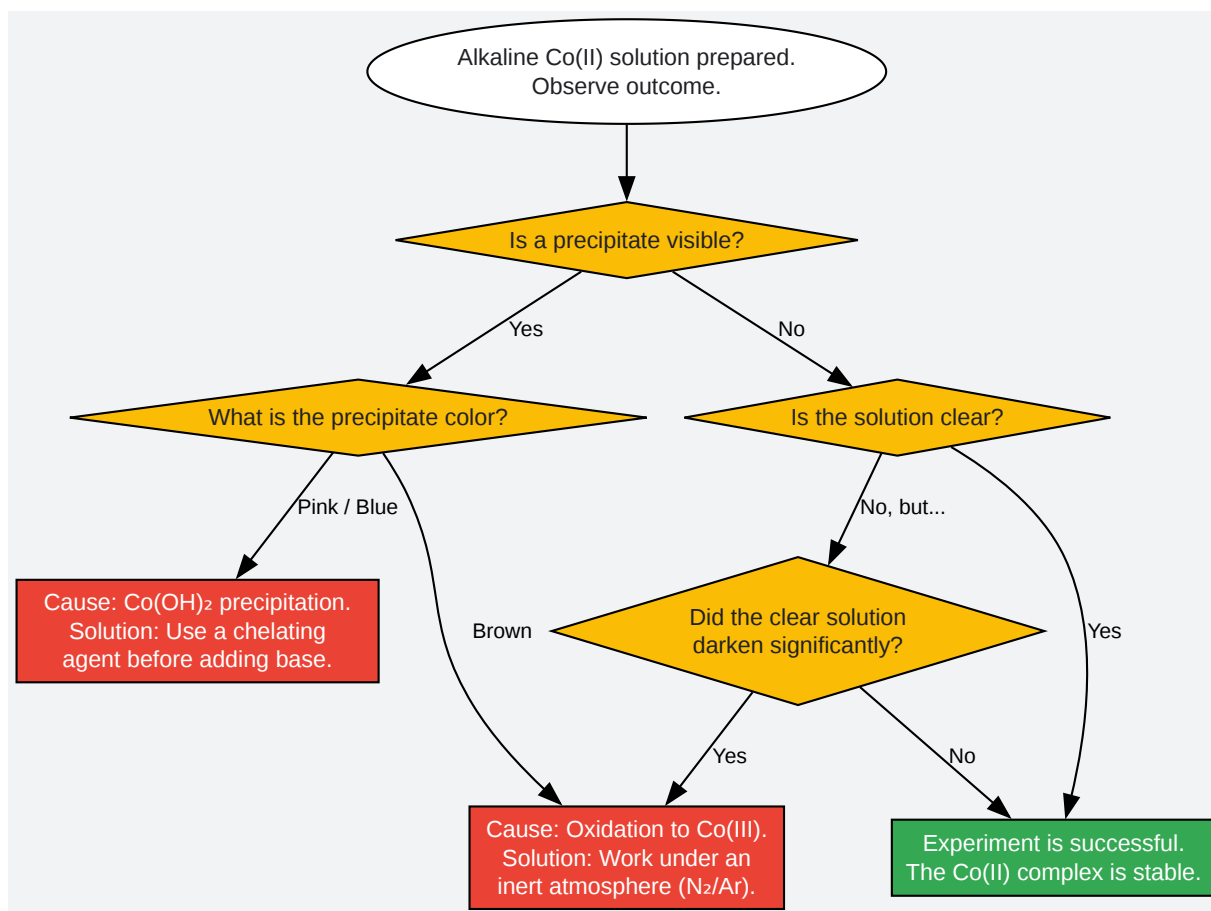 Alkaline Co(II) solution prepared.
Observe outcome.
Is a precipitate visible?
Yes
No
What is the precipitate color?
Is the solution clear?
Pink / Blue
No, but...
Cause: Co(OH)₂ precipitation.
Solution: Use a chelating
agent before adding base.
Brown
Did the clear solution
darken significantly?
Yes
Yes
No
Cause: Oxidation to Co(III).
Solution: Work under an
inert atmosphere (N₂/Ar).
Experiment is successful.
The Co(II) complex is stable.